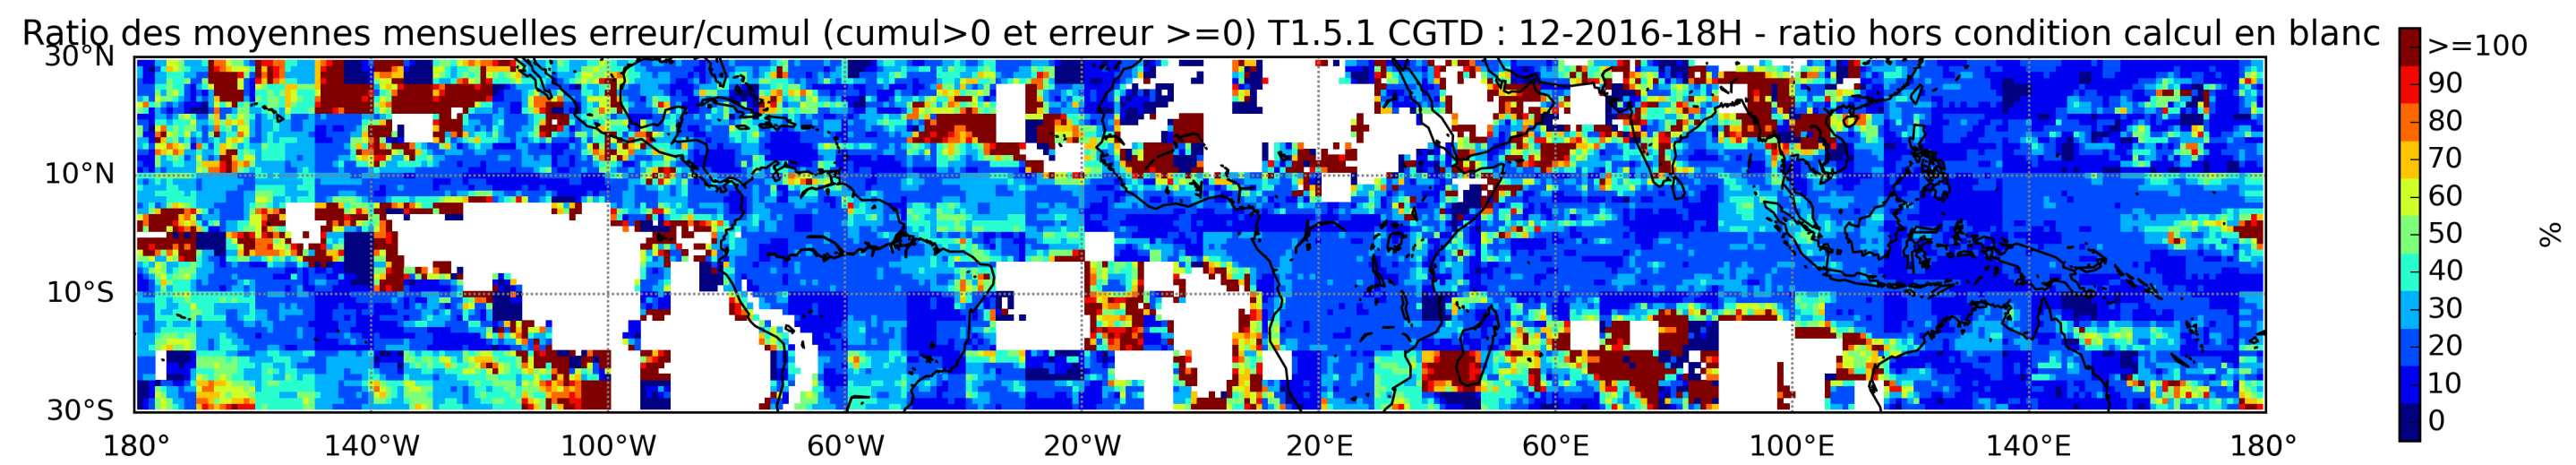 Ratio des moyennes mensuelles erreur/cumul (cumul>0 et erreur >=0) T1.5.1 CGTD : 12-2016-18H - ratio hors condition calcul en blanc
30°N
10°N
10°S
30°S
180° 140°W 100°W 60°W 20°W 20°E 60°E 100°E 140°E 180°
>=100
90
80
70
60
50
40
30
20
10
0
%